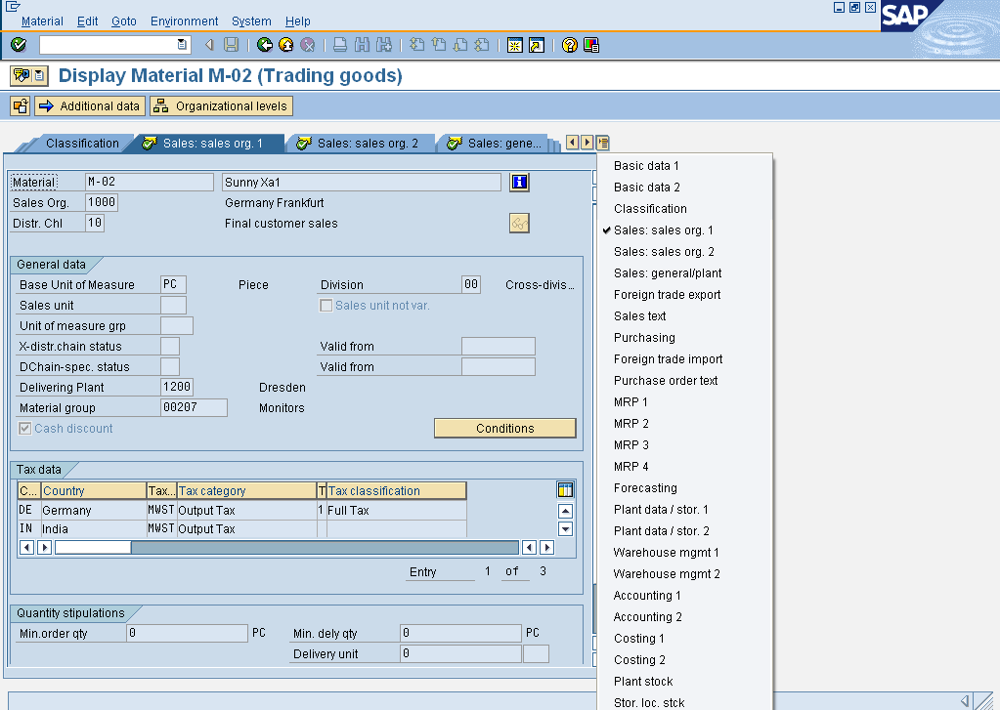 Material Edit Goto Environment System Help
SAP
Display Material M-02 (Trading goods)
Additional data Organizational levels
Classification Sales: sales org. 1 Sales: sales org. 2 Sales: gene...
Material M-02 Sunny Xa1
Sales Org. 1000 Germany Frankfurt
Distr. Chl 10 Final customer sales
General data
Base Unit of Measure PC Piece Division 00 Cross-divis...
Sales unit Sales unit not var.
Unit of measure grp
X-distr.chain status Valid from
DChain-spec. status Valid from
Delivering Plant 1200 Dresden
Material group 00207 Monitors
Cash discount Conditions
Tax data
C... Country Tax... Tax category T Tax classification
DE Germany MWST Output Tax 1 Full Tax
IN India MWST Output Tax
Entry 1 of 3
Quantity stipulations
Min.order qty 0 PC Min. dely qty 0 PC
Delivery unit 0
Basic data 1
Basic data 2
Classification
Sales: sales org. 1
Sales: sales org. 2
Sales: general/plant
Foreign trade export
Sales text
Purchasing
Foreign trade import
Purchase order text
MRP 1
MRP 2
MRP 3
MRP 4
Forecasting
Plant data / stor. 1
Plant data / stor. 2
Warehouse mgmt 1
Warehouse mgmt 2
Accounting 1
Accounting 2
Costing 1
Costing 2
Plant stock
Stor. loc. stck